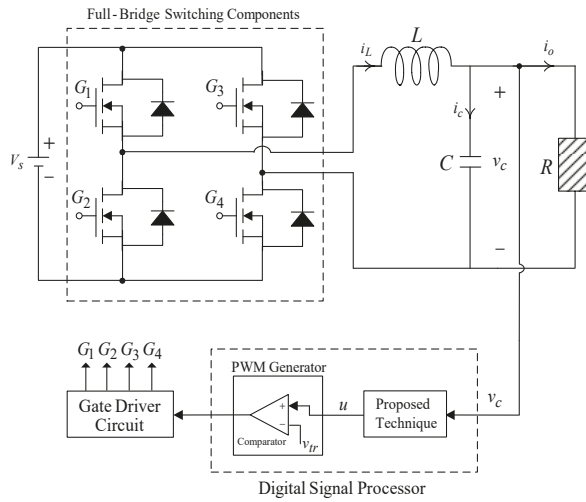 Full-Bridge Switching Components
G1
G3
G2
G4
Vs
+
−
iL
L
io
ic
C
+
vc
−
R
G1 G2 G3 G4
Gate Driver
Circuit
PWM Generator
+
−
Comparator
vtr
u
Proposed
Technique
vc
Digital Signal Processor